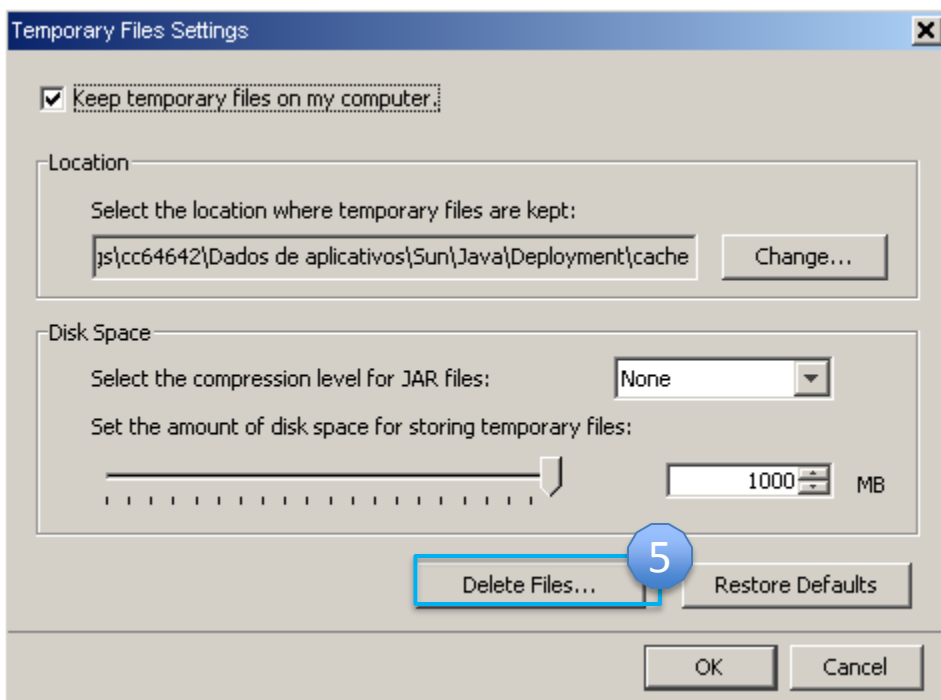 Temporary Files Settings
Keep temporary files on my computer.
Location
Select the location where temporary files are kept:
gs\cc64642\Dados de aplicativos\Sun\Java\Deployment\cache
Change...
Disk Space
Select the compression level for JAR files:
None
Set the amount of disk space for storing temporary files:
1000
MB
5
Delete Files...
Restore Defaults
OK
Cancel